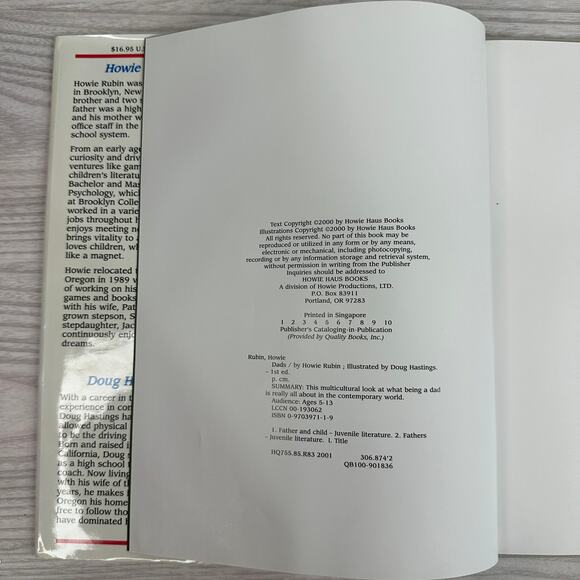 $16.95 U.S
Howie
Howie Rubin was
in Brooklyn, New
brother and two s
father was a high
and his mother w
office staff in the
school system.
From an early age
curiosity and driv
ventures like gam
children's literatu
Bachelor and Mas
Psychology, which
at Brooklyn Colle
worked in a varie
jobs throughout h
enjoys meeting ne
brings vitality to a
loves children, wh
like a magnet.
Howie relocated t
Oregon in 1989 w
of working on his
games and books
with his wife, Pat
grown stepson, S
stepdaughter, Jac
continuously enjo
dreams.
Doug H
With a career in t
experience in con
Doug Hastings ha
allowed physical
to be the driving
Born and raised i
California, Doug s
as a high school t
coach. Now living
with his wife of th
years, he makes f
Oregon his home
free to follow tho
have dominated h
Text Copyright ©2000 by Howie Haus Books
Illustrations Copyright ©2000 by Howie Haus Books
All rights reserved. No part of this book may be
reproduced or utilized in any form or by any means,
electronic or mechanical, including photocopying,
recording or by any information storage and retrieval system,
without permission in writing from the Publisher
Inquiries should be addressed to
HOWIE HAUS BOOKS
A division of Howie Productions, LTD.
P.O. Box 83911
Portland, OR 97283
Printed in Singapore
1 2 3 4 5 6 7 8 9 10
Publisher's Cataloging-in-Publication
(Provided by Quality Books, Inc.)
Rubin, Howie
Dads / by Howie Rubin ; Illustrated by Doug Hastings.
– 1st ed.
p. cm.
SUMMARY: This multicultural look at what being a dad
is really all about in the contemporary world.
Audience: Ages 5-13
LCCN 00-193062
ISBN 0-9703971-1-9
1. Father and child – Juvenile literature. 2. Fathers
– Juvenile literature. I. Title
HQ755.85.R83 2001 306.874'2
QB100-901836